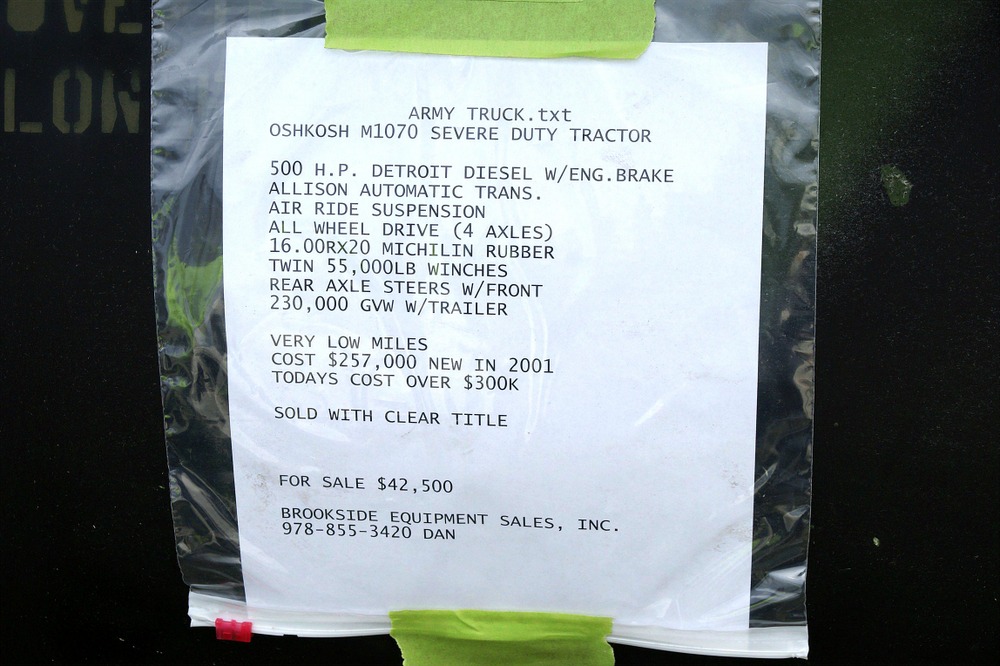 LOW
ARMY TRUCK.txt
OSHKOSH M1070 SEVERE DUTY TRACTOR
500 H.P. DETROIT DIESEL W/ENG.BRAKE
ALLISON AUTOMATIC TRANS.
AIR RIDE SUSPENSION
ALL WHEEL DRIVE (4 AXLES)
16.00RX20 MICHILIN RUBBER
TWIN 55,000LB WINCHES
REAR AXLE STEERS W/FRONT
230,000 GVW W/TRAILER
VERY LOW MILES
COST $257,000 NEW IN 2001
TODAYS COST OVER $300K
SOLD WITH CLEAR TITLE
FOR SALE $42,500
BROOKSIDE EQUIPMENT SALES, INC.
978-855-3420 DAN